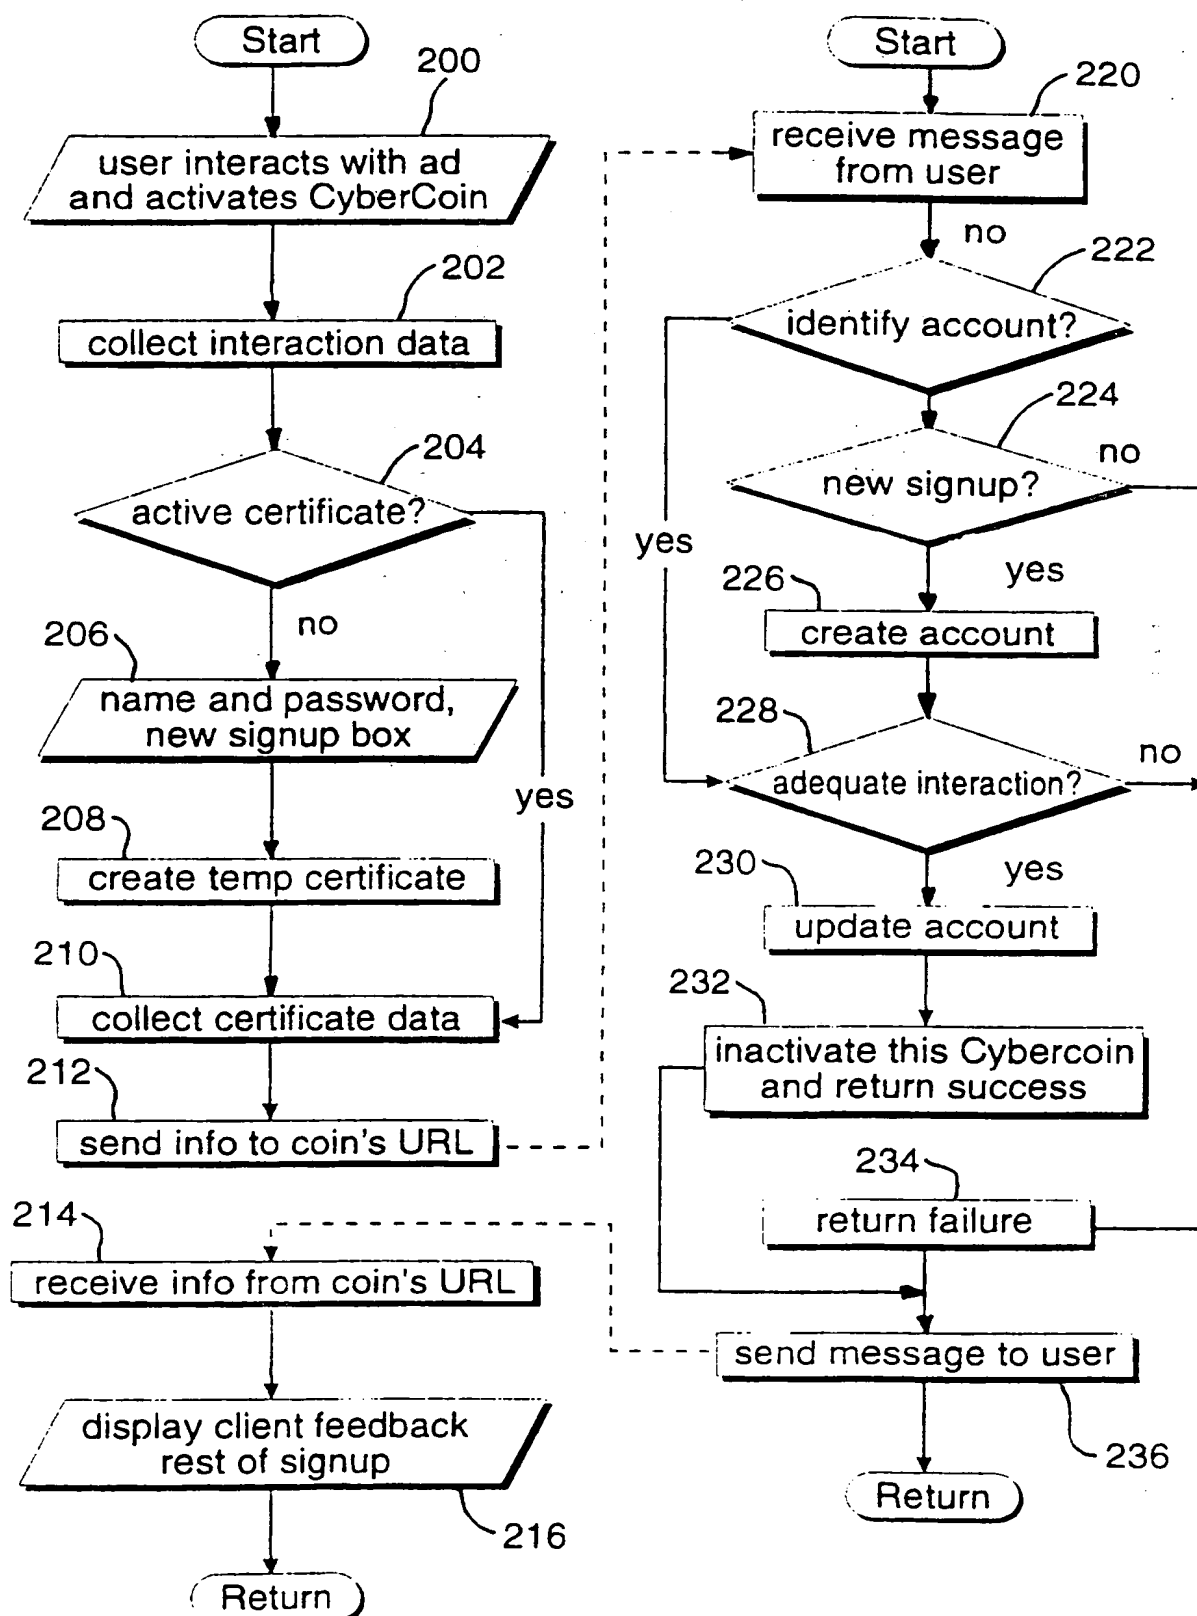 Start
200
user interacts with ad
and activates CyberCoin
202
collect interaction data
204
active certificate?
no
yes
206
name and password,
new signup box
208
create temp certificate
210
collect certificate data
212
send info to coin's URL
214
receive info from coin's URL
display client feedback
rest of signup
216
Return
Start
220
receive message
from user
no
222
identify account?
yes
224
new signup?
no
yes
226
create account
228
adequate interaction?
no
yes
230
update account
232
inactivate this Cybercoin
and return success
234
return failure
send message to user
236
Return